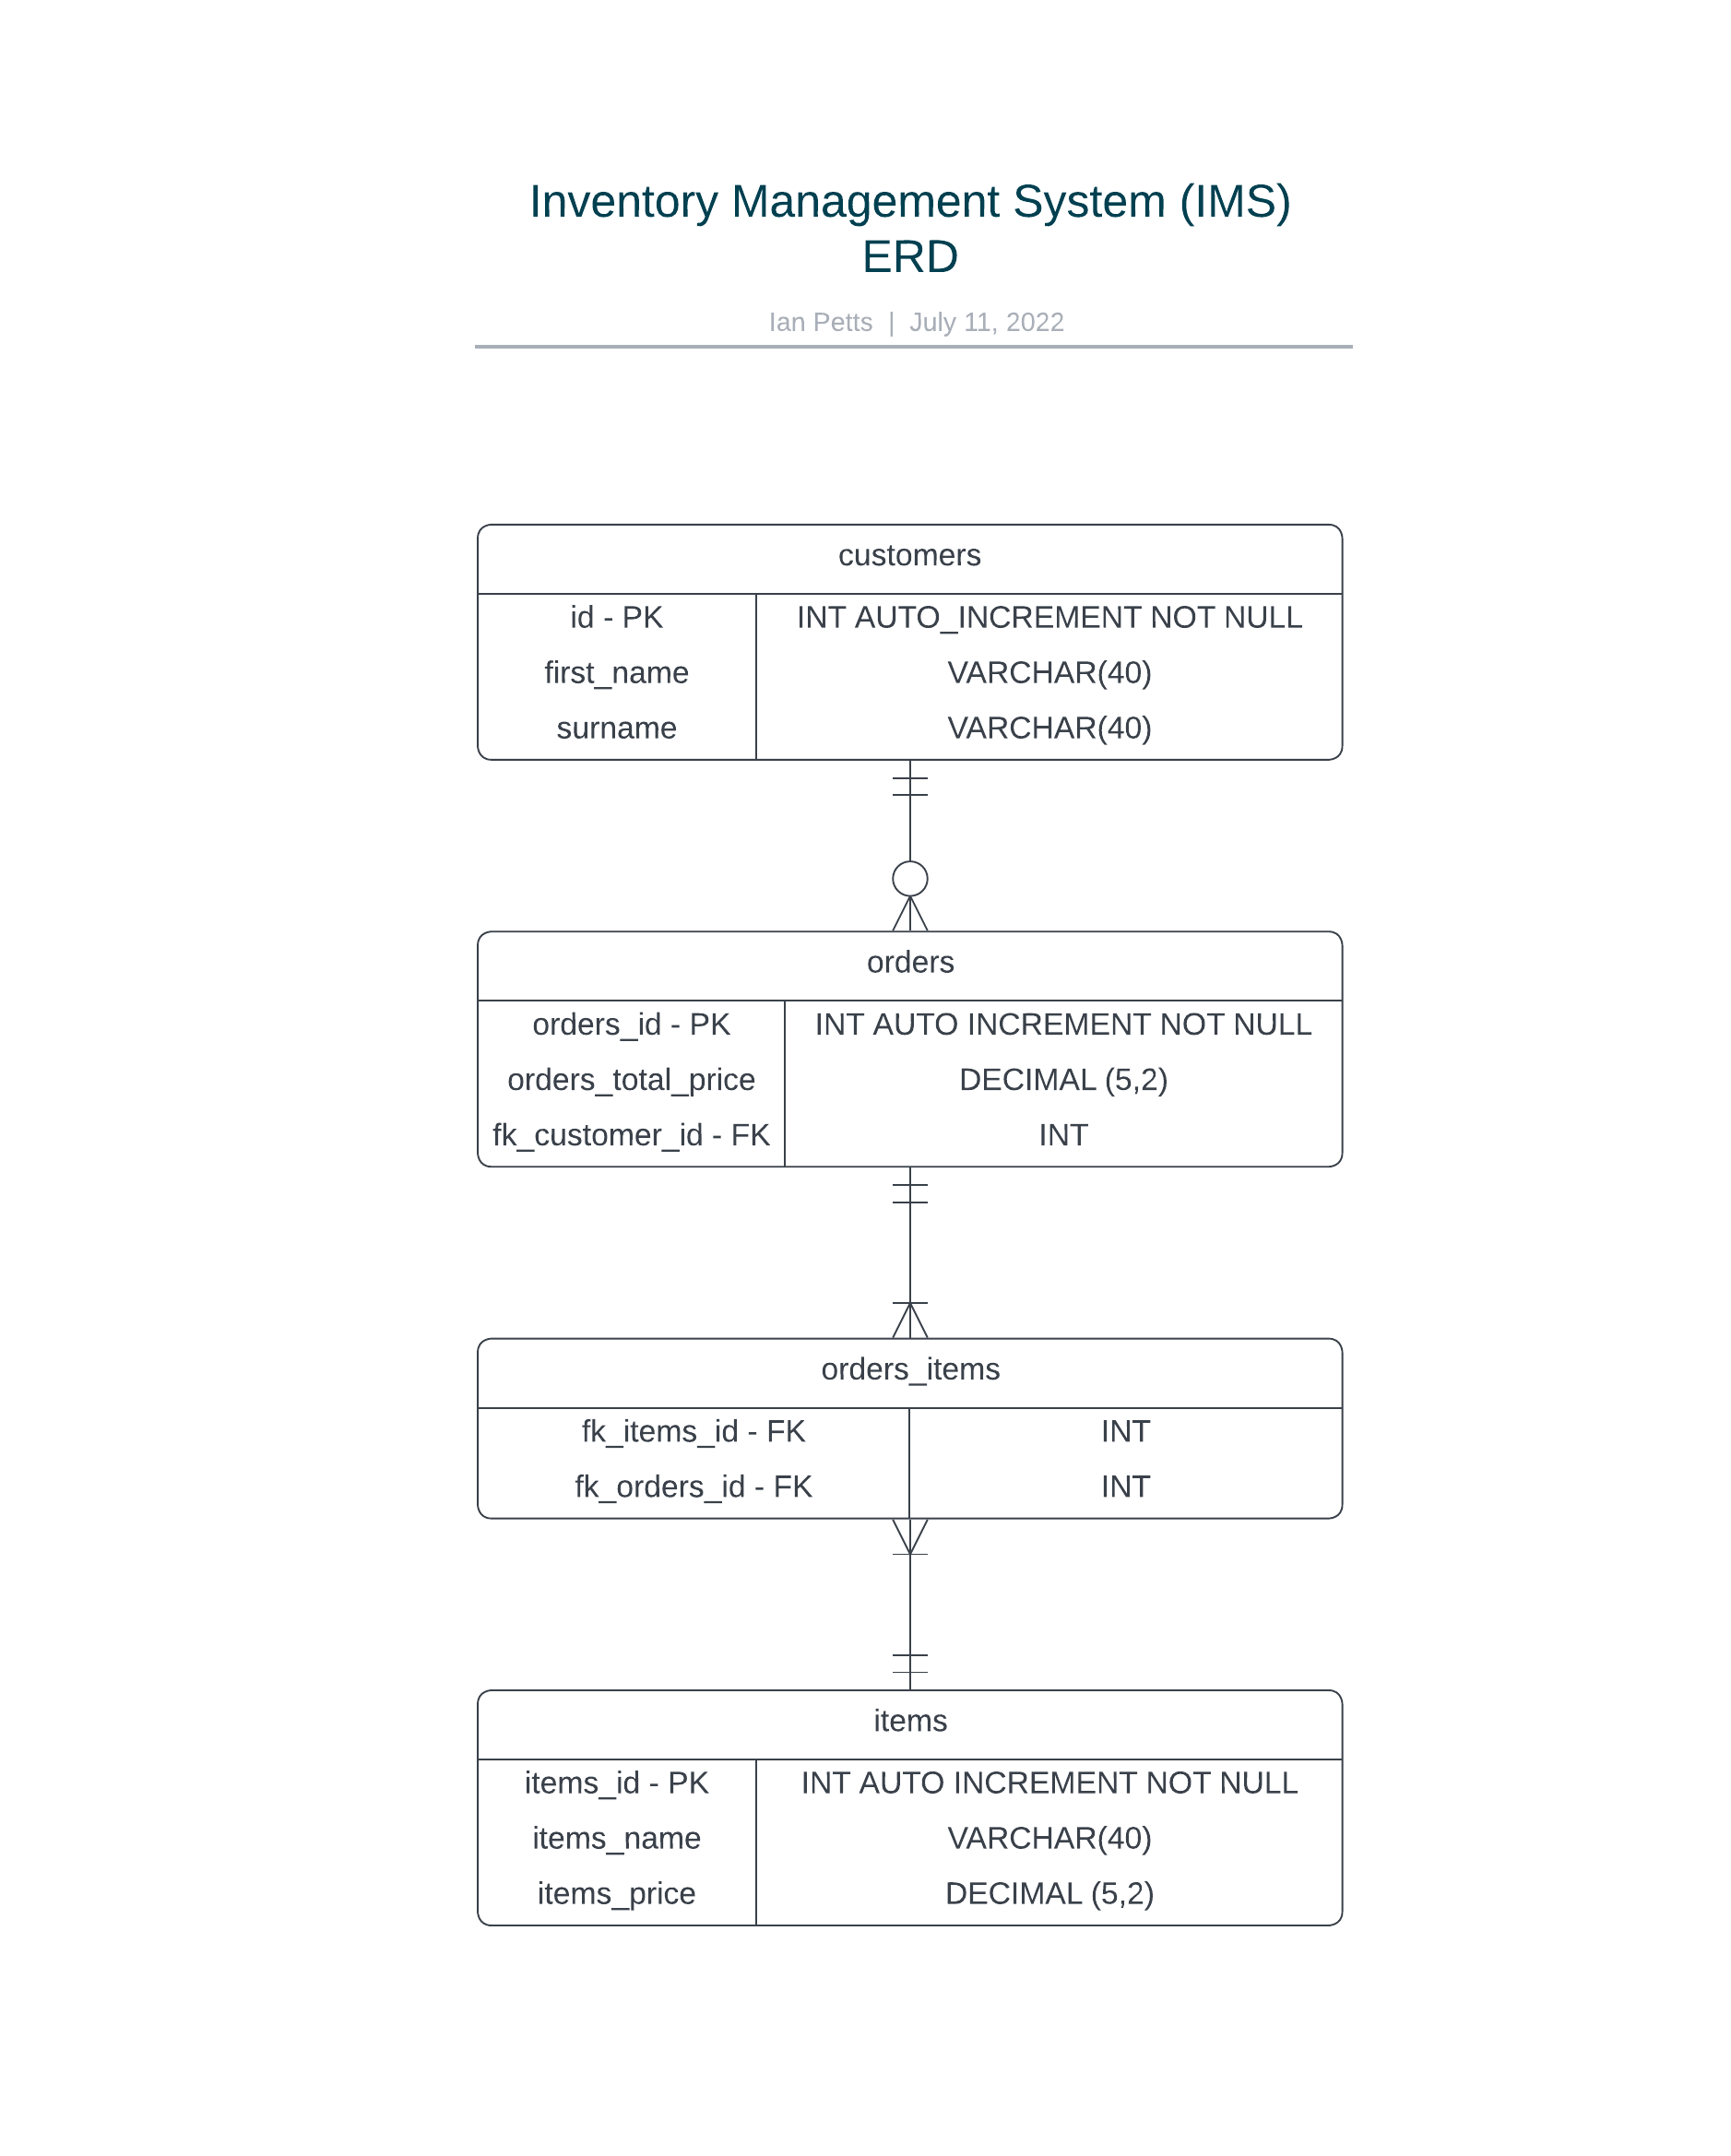 Inventory Management System (IMS)
ERD
Ian Petts | July 11, 2022
customers
id - PK INT AUTO_INCREMENT NOT NULL
first_name VARCHAR(40)
surname VARCHAR(40)
orders
orders_id - PK INT AUTO INCREMENT NOT NULL
orders_total_price DECIMAL (5,2)
fk_customer_id - FK INT
orders_items
fk_items_id - FK INT
fk_orders_id - FK INT
items
items_id - PK INT AUTO INCREMENT NOT NULL
items_name VARCHAR(40)
items_price DECIMAL (5,2)